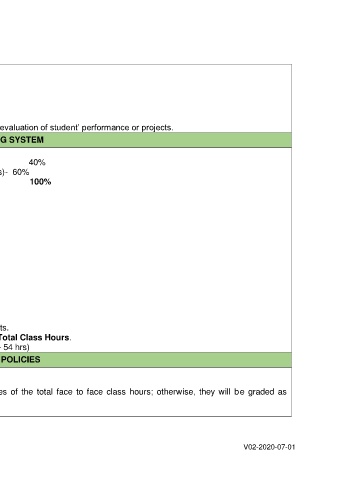 evaluation of student' performance or projects.
G SYSTEM
40%
s)- 60%
100%
ts.
Total Class Hours.
- 54 hrs)
POLICIES
es of the total face to face class hours; otherwise, they will be graded as
V02-2020-07-01